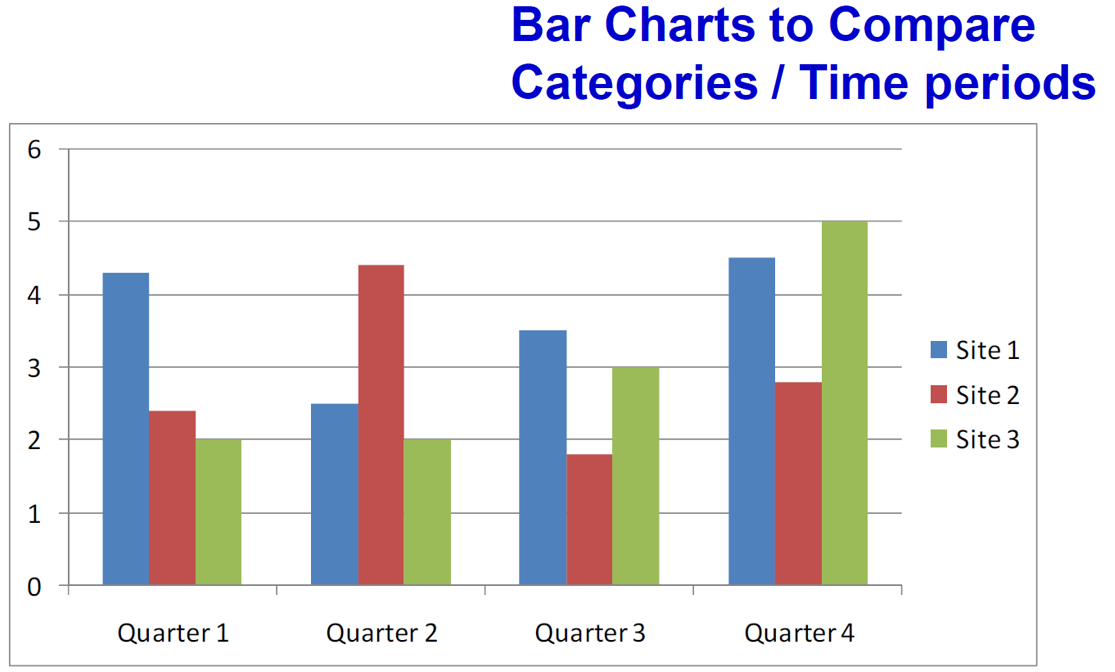 Bar Charts to Compare
Categories / Time periods
6
5
4
3
2
1
0
Quarter 1 Quarter 2 Quarter 3 Quarter 4
Site 1
Site 2
Site 3